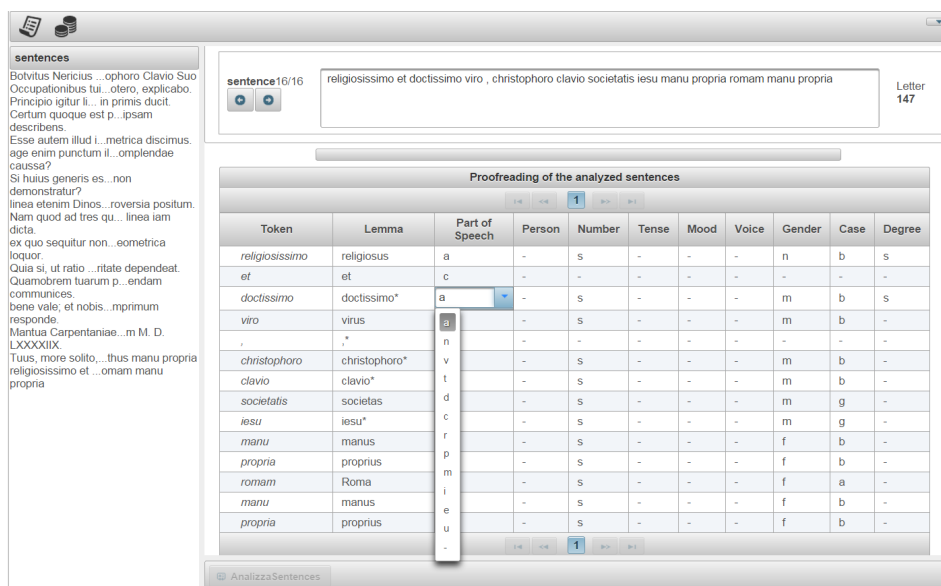 sentences
Botvitus Nericius ...ophoro Clavio Suo
Occupationibus tui...otero, explicabo.
Principio igitur li... in primis ducit.
Certum quoque est p...ipsam
describens.
Esse autem illud i...metrica discimus.
age enim punctum il...omplendae
caussa?
Si huius generis es...non
demonstratur?
linea etenim Dinos...roversia positum.
Nam quod ad tres qu... linea iam
dicta.
ex quo sequitur non...eometrica
loquor.
Quia si, ut ratio ...ritate dependeat.
Quamobrem tuarum p...endam
communices.
bene vale; et nobis...mprimum
responde.
Mantua Carpentaniae...m M. D.
LXXXXIIX.
Tuus, more solito,...thus manu propria
religiosissimo et ...omam manu
propria
sentence16/16
religiosissimo et doctissimo viro , christophoro clavio societatis iesu manu propria romam manu propria
Letter
147
Proofreading of the analyzed sentences
1
Token Lemma Part of Speech Person Number Tense Mood Voice Gender Case Degree
religiosissimo religiosus a - s - - - n b s
et et c - - - - - - - -
doctissimo doctissimo* a - s - - - m b s
viro virus - s - - - m b -
, ,* - - - - - - - -
christophoro christophoro* - s - - - m b -
clavio clavio* - s - - - m b -
societatis societas - s - - - m g -
iesu iesu* - s - - - m g -
manu manus - s - - - f b -
propria proprius - s - - - f b -
romam Roma - s - - - f a -
manu manus - s - - - f b -
propria proprius - s - - - f b -
a
n
v
t
d
c
r
p
m
i
e
u
-
1
AnalizzaSentences